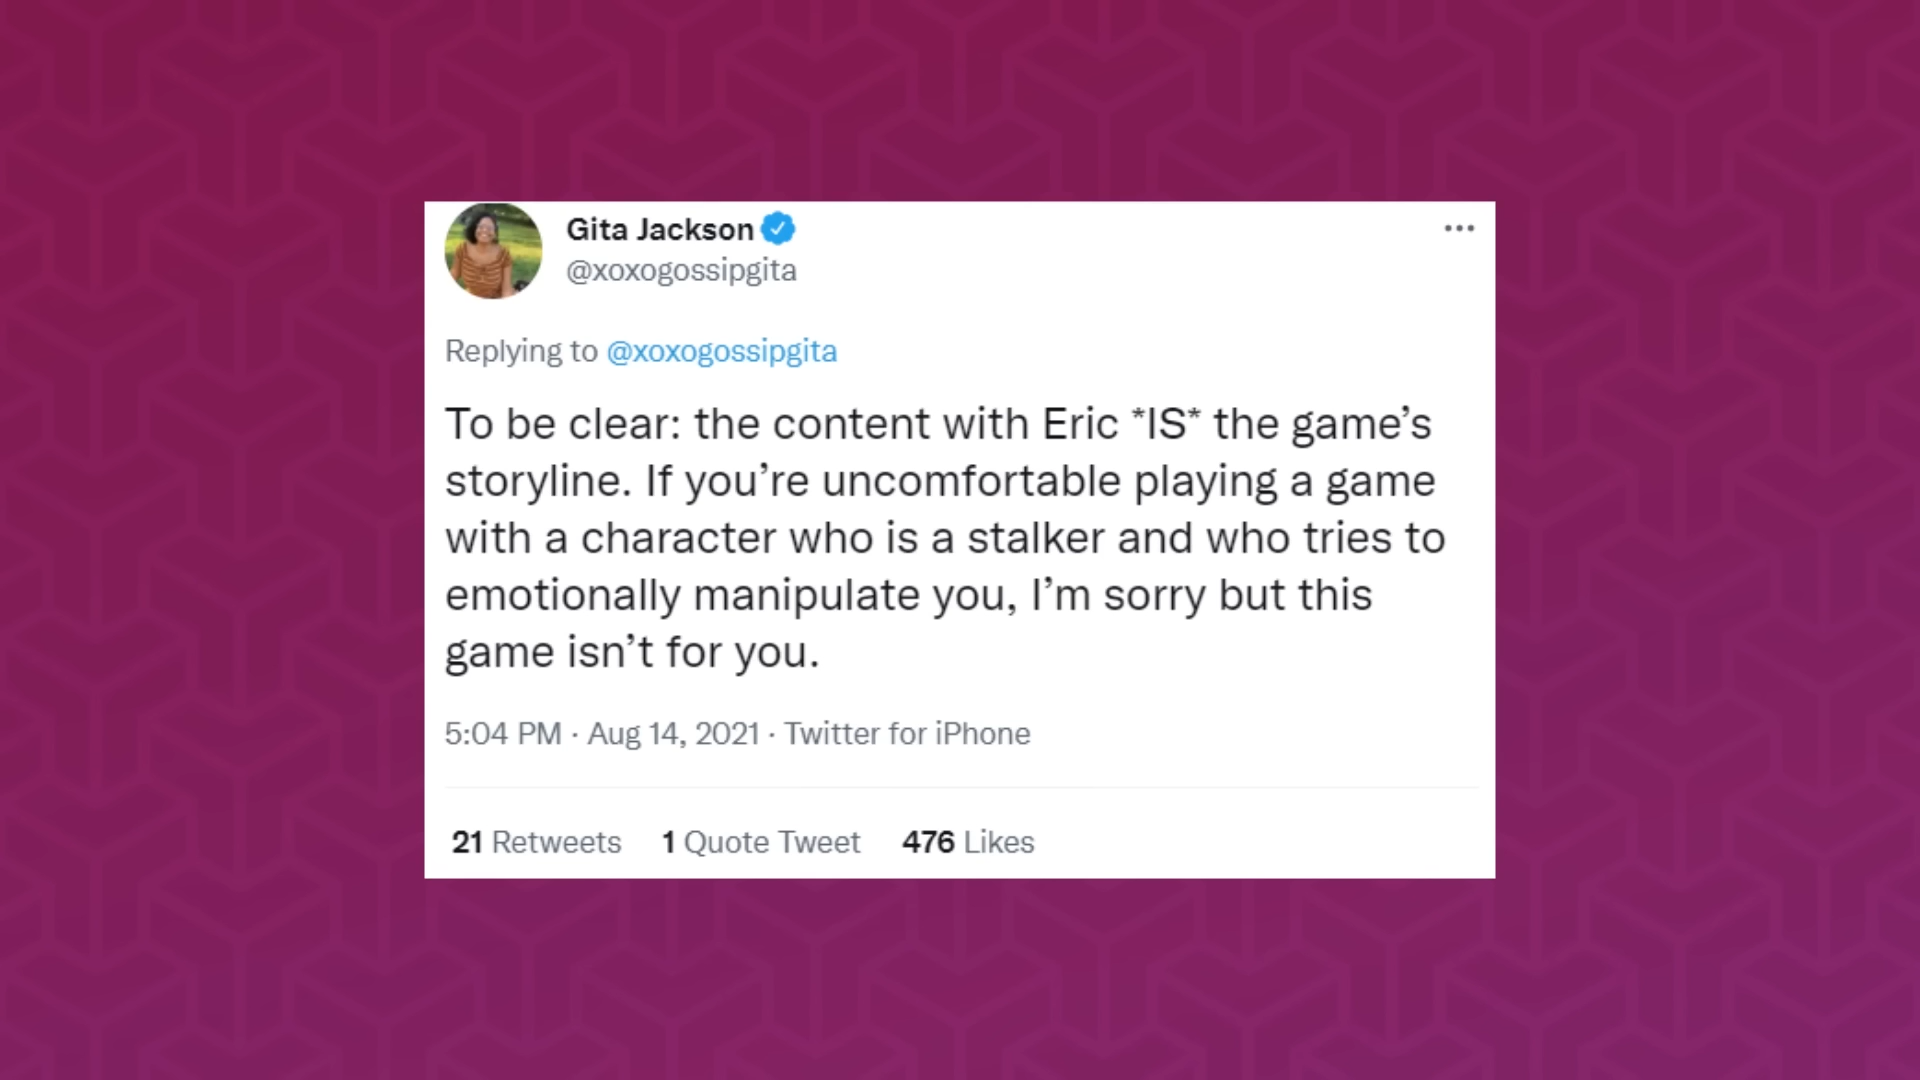 Gita Jackson
@xoxogossipgita
Replying to @xoxogossipgita
To be clear: the content with Eric *IS* the game’s
storyline. If you’re uncomfortable playing a game
with a character who is a stalker and who tries to
emotionally manipulate you, I’m sorry but this
game isn’t for you.
5:04 PM · Aug 14, 2021 · Twitter for iPhone
21 Retweets 1 Quote Tweet 476 Likes